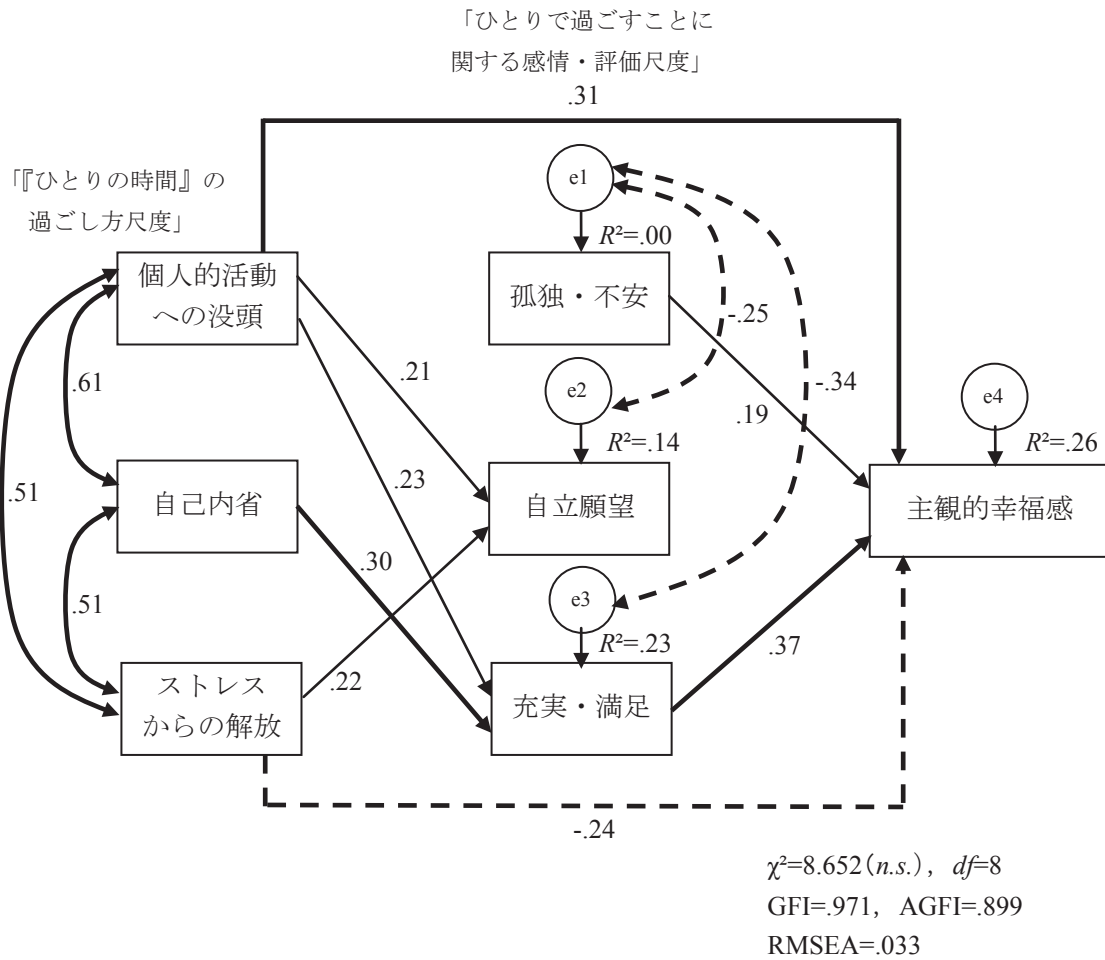 「ひとりで過ごすことに
関する感情・評価尺度」
.31
「『ひとりの時間』の
過ごし方尺度」
e1
R²=.00
個人的活動
への没頭
孤独・不安
-.25
.61
.21
e2
-.34
.19
e4
R²=.14
R²=.26
.51
自己内省
.23
自立願望
主観的幸福感
.30
.51
e3
R²=.23
.37
ストレス
からの解放
.22
充実・満足
-.24
χ²=8.652(n.s.), df=8
GFI=.971, AGFI=.899
RMSEA=.033